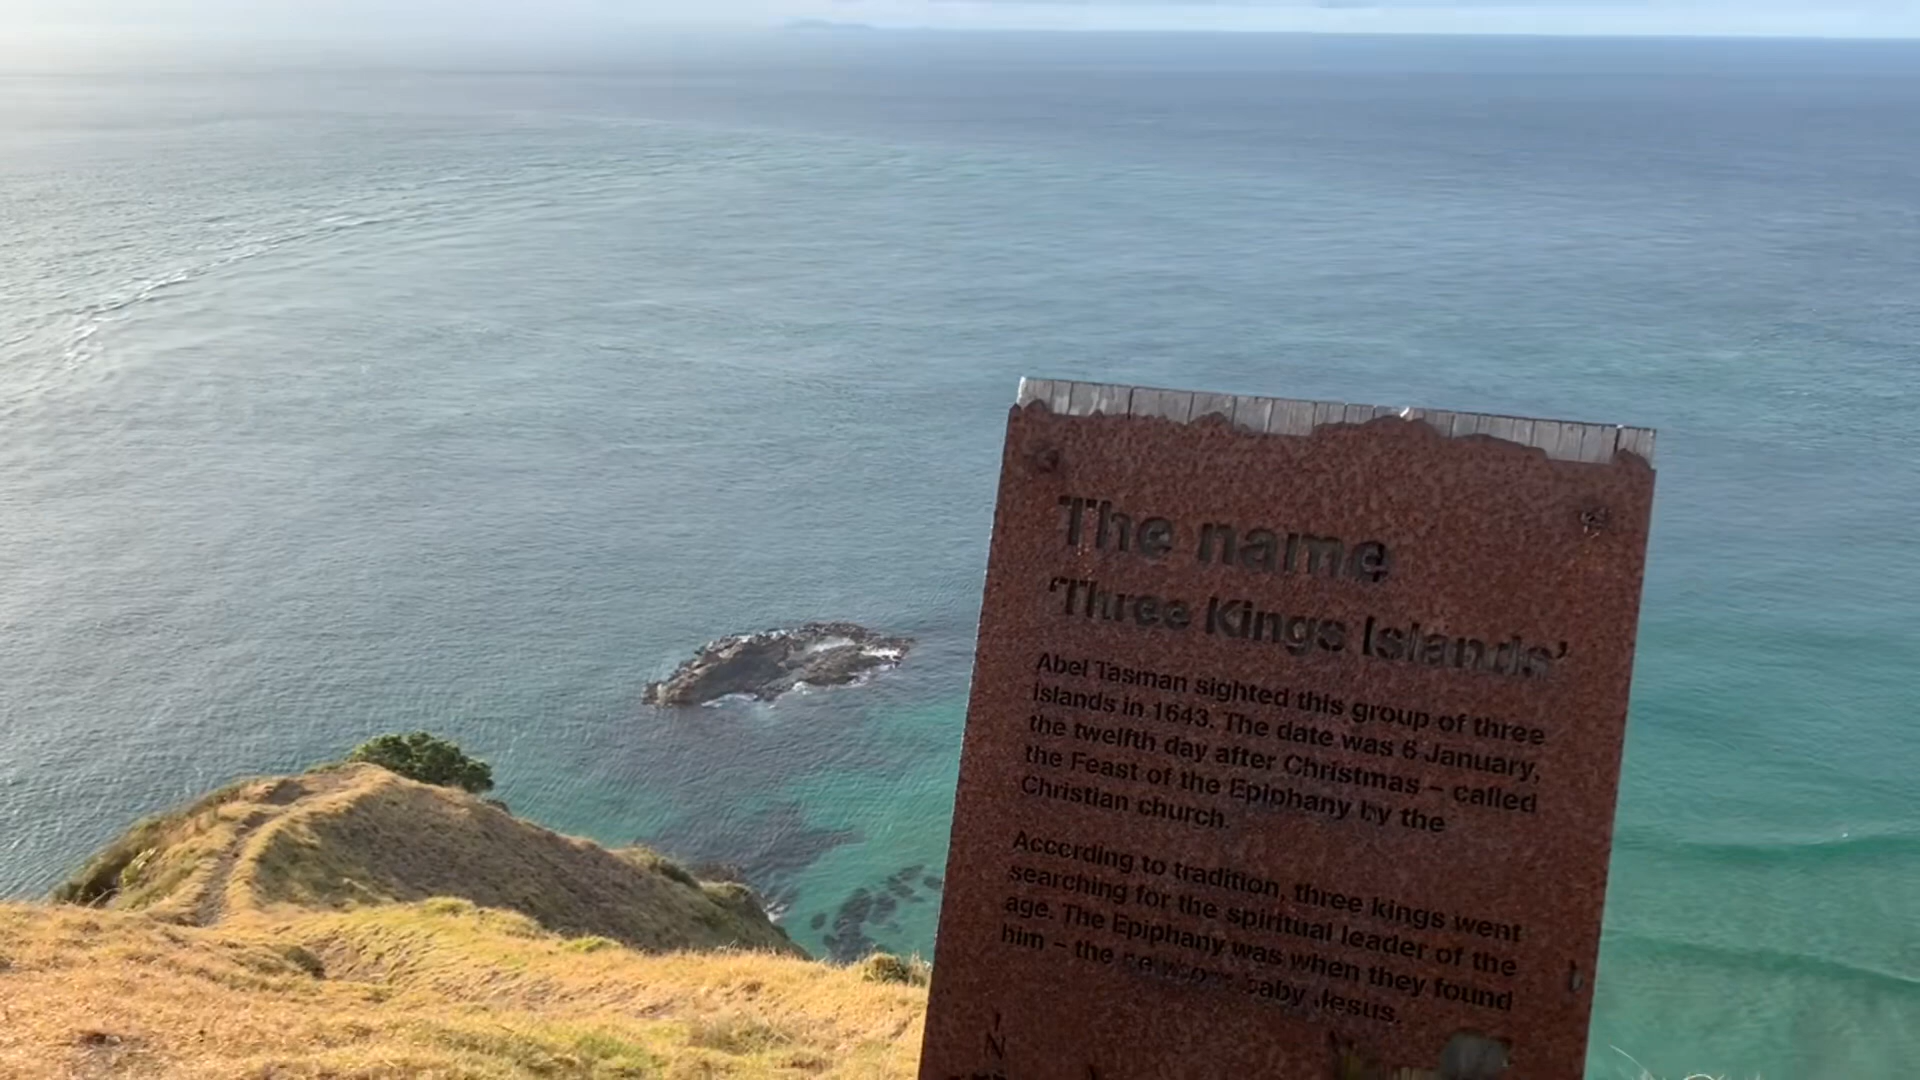 The name
‘Three Kings Islands’
Abel Tasman sighted this group of three
islands in 1643. The date was 6 January,
the twelfth day after Christmas – called
the Feast of the Epiphany by the
Christian church.
According to tradition, three kings went
searching for the spiritual leader of the
age. The Epiphany was when they found
him – the newborn baby Jesus.
N